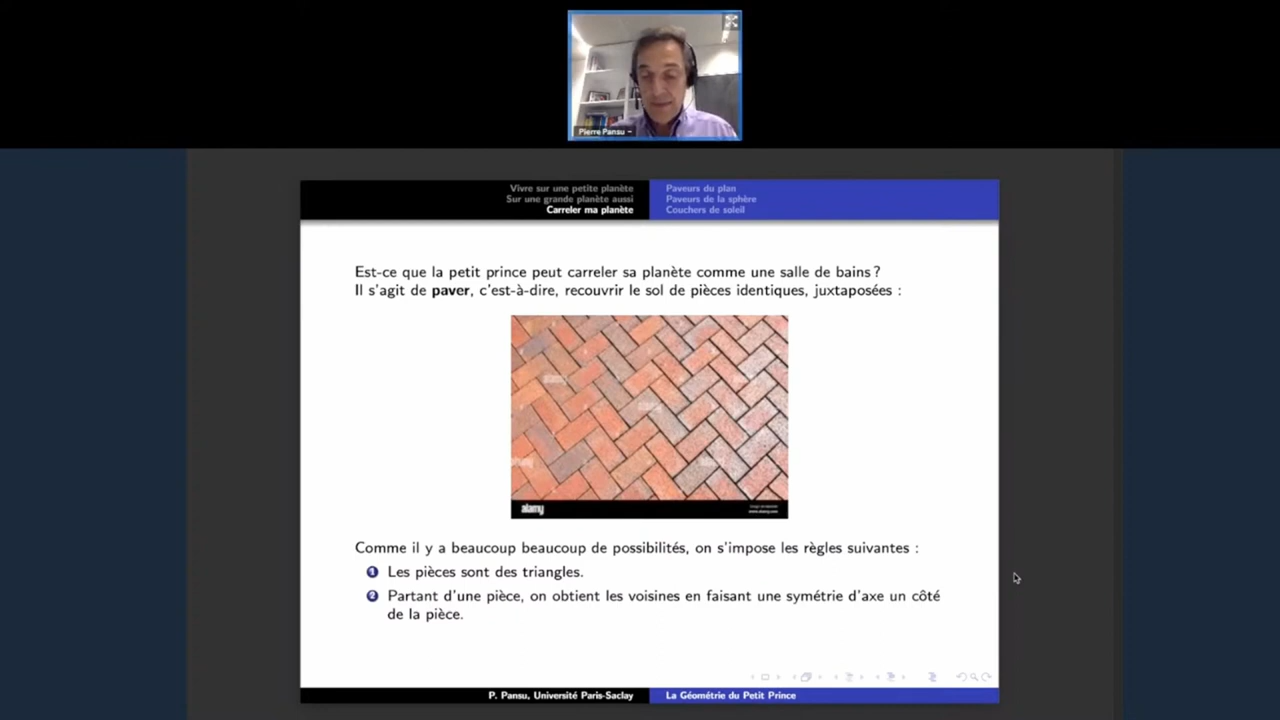 Pierre Pansu
Vivre sur une petite planète
Sur une grande planète aussi
Carreler ma planète
Paveurs du plan
Paveurs de la sphère
Couchers de soleil
Est-ce que la petit prince peut carreler sa planète comme une salle de bains ?
Il s'agit de paver, c'est-à-dire, recouvrir le sol de pièces identiques, juxtaposées :
alamy
www.alamy.com
Comme il y a beaucoup beaucoup de possibilités, on s'impose les règles suivantes :
1 Les pièces sont des triangles.
2 Partant d'une pièce, on obtient les voisines en faisant une symétrie d'axe un côté
de la pièce.
P. Pansu, Université Paris-Saclay
La Géométrie du Petit Prince